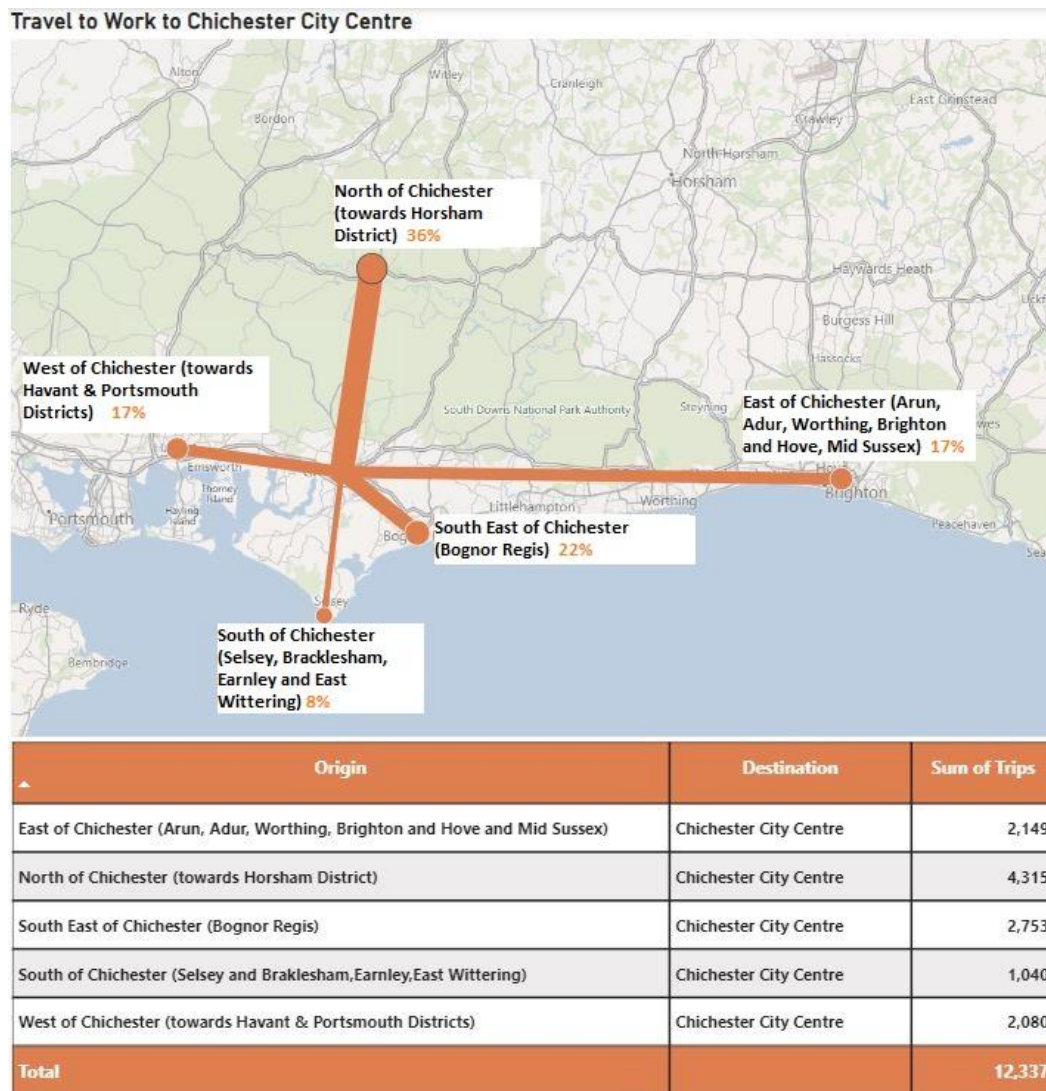 Travel to Work to Chichester City Centre
Alton
Witley
Cranleigh
East Grinstead
Bordon
Crawley
North Horsham
Horsham
North of Chichester
(towards Horsham
District) 36%
Haywards Heath
Burgess Hill
Hassocks
West of Chichester (towards
Havant & Portsmouth
Districts) 17%
South Downs National Park Authority
Steyning
East of Chichester (Arun,
Adur, Worthing, Brighton
and Hove, Mid Sussex) 17%
Emsworth
Thorney
Island
Portsmouth
Hayling
Island
Littlehampton
Worthing
Brighton
Peacehaven
South East of Chichester
(Bognor Regis) 22%
Selsey
Ryde
Bembridge
South of Chichester
(Selsey, Bracklesham,
Earnley and East
Wittering) 8%
Origin Destination Sum of Trips
East of Chichester (Arun, Adur, Worthing, Brighton and Hove and Mid Sussex) Chichester City Centre 2,149
North of Chichester (towards Horsham District) Chichester City Centre 4,315
South East of Chichester (Bognor Regis) Chichester City Centre 2,753
South of Chichester (Selsey and Braklesham,Earnley,East Wittering) Chichester City Centre 1,040
West of Chichester (towards Havant & Portsmouth Districts) Chichester City Centre 2,080
Total 12,337